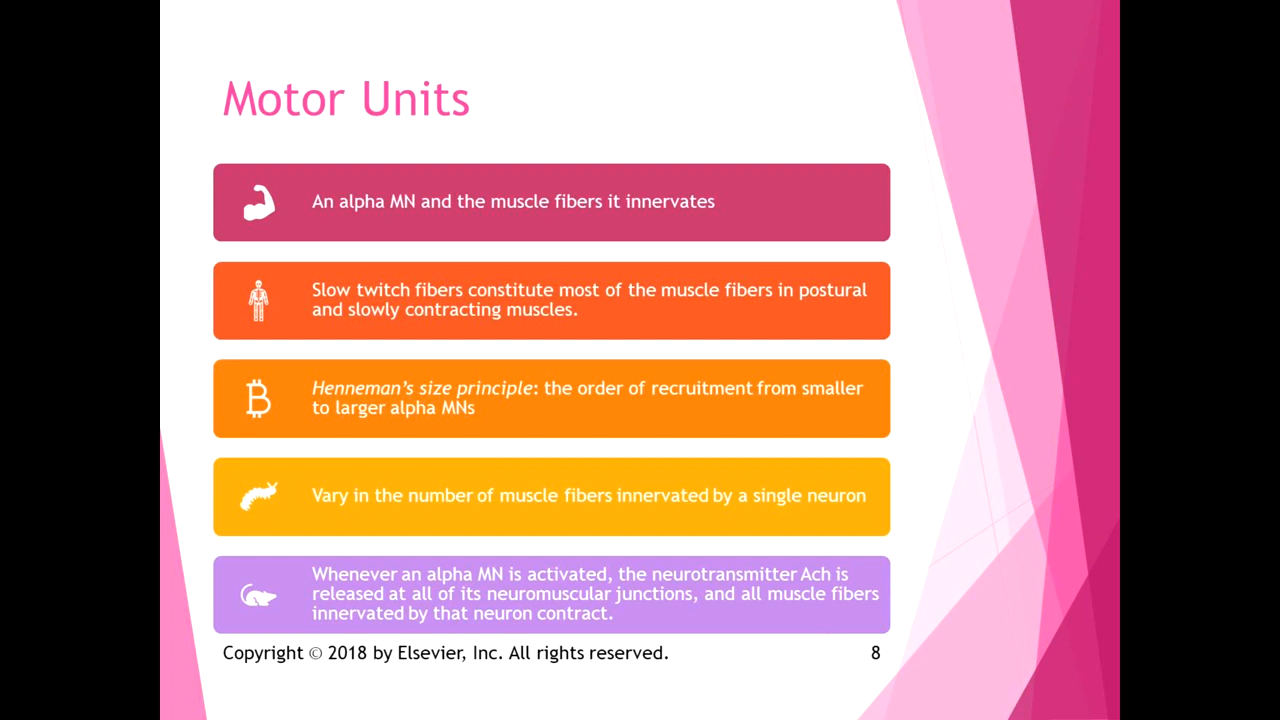 Motor Units
An alpha MN and the muscle fibers it innervates
Slow twitch fibers constitute most of the muscle fibers in postural
and slowly contracting muscles.
Henneman's size principle: the order of recruitment from smaller
to larger alpha MNs
Vary in the number of muscle fibers innervated by a single neuron
Whenever an alpha MN is activated, the neurotransmitter Ach is
released at all of its neuromuscular junctions, and all muscle fibers
innervated by that neuron contract.
Copyright © 2018 by Elsevier, Inc. All rights reserved. 8